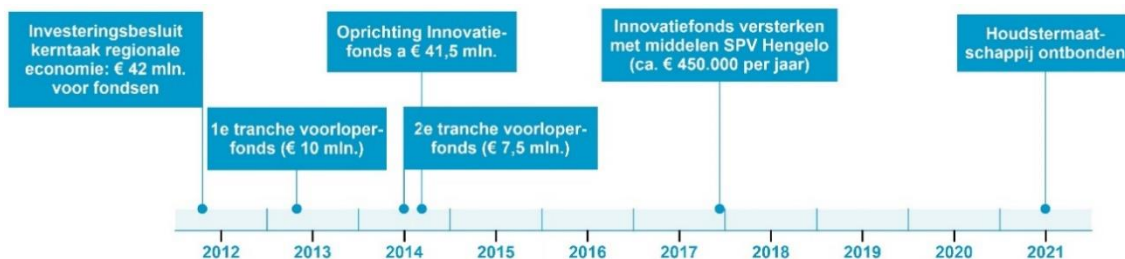 Investeringsbesluit
kerntaak regionale
economie: € 42 mln.
voor fondsen
1e tranche voorloper-
fonds (€ 10 mln.)
Oprichting Innovatie-
fonds a € 41,5 mln.
2e tranche voorloper-
fonds (€ 7,5 mln.)
Innovatiefonds versterken
met middelen SPV Hengelo
(ca. € 450.000 per jaar)
Houdstermaat-
schappij ontbonden
2012
2013
2014
2015
2016
2017
2018
2019
2020
2021